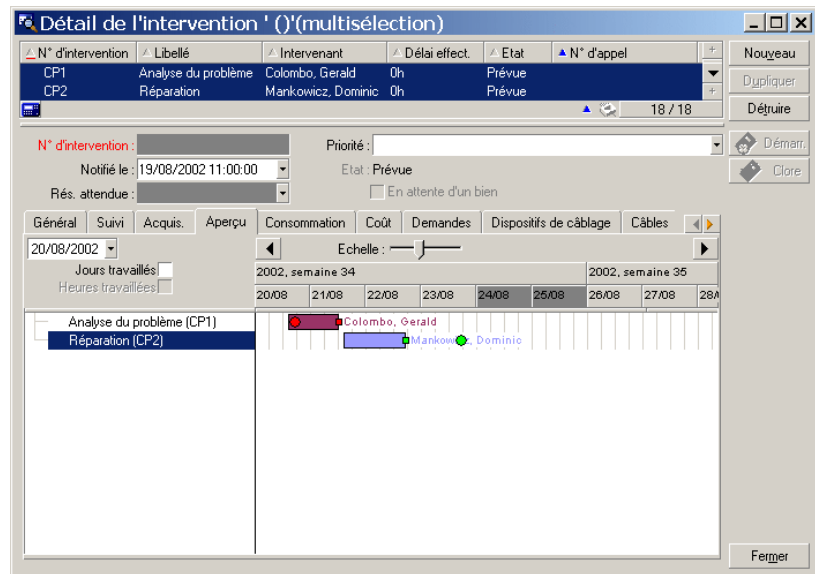 Détail de l'intervention ' ()'(multisélection)
N° d'intervention Libellé Intervenant Délai effect. Etat N° d'appel
CP1 Analyse du problème Colombo, Gerald 0h Prévue
CP2 Réparation Mankowicz, Dominic 0h Prévue
18 / 18
Nouveau
Dupliquer
Détruire
Démarr.
Clore
N° d'intervention : Priorité :
Notifié le : 19/08/2002 11:00:00 Etat : Prévue
Rés. attendue : En attente d'un bien
Général Suivi Acquis. Aperçu Consommation Coût Demandes Dispositifs de câblage Câbles
20/08/2002 Echelle :
Jours travaillés 2002, semaine 34 2002, semaine 35
Heures travaillées
20/08 21/08 22/08 23/08 24/08 25/08 26/08 27/08 28/
Analyse du problème (CP1) Colombo, Gerald
Réparation (CP2) Mankow z, Dominic
Fermer